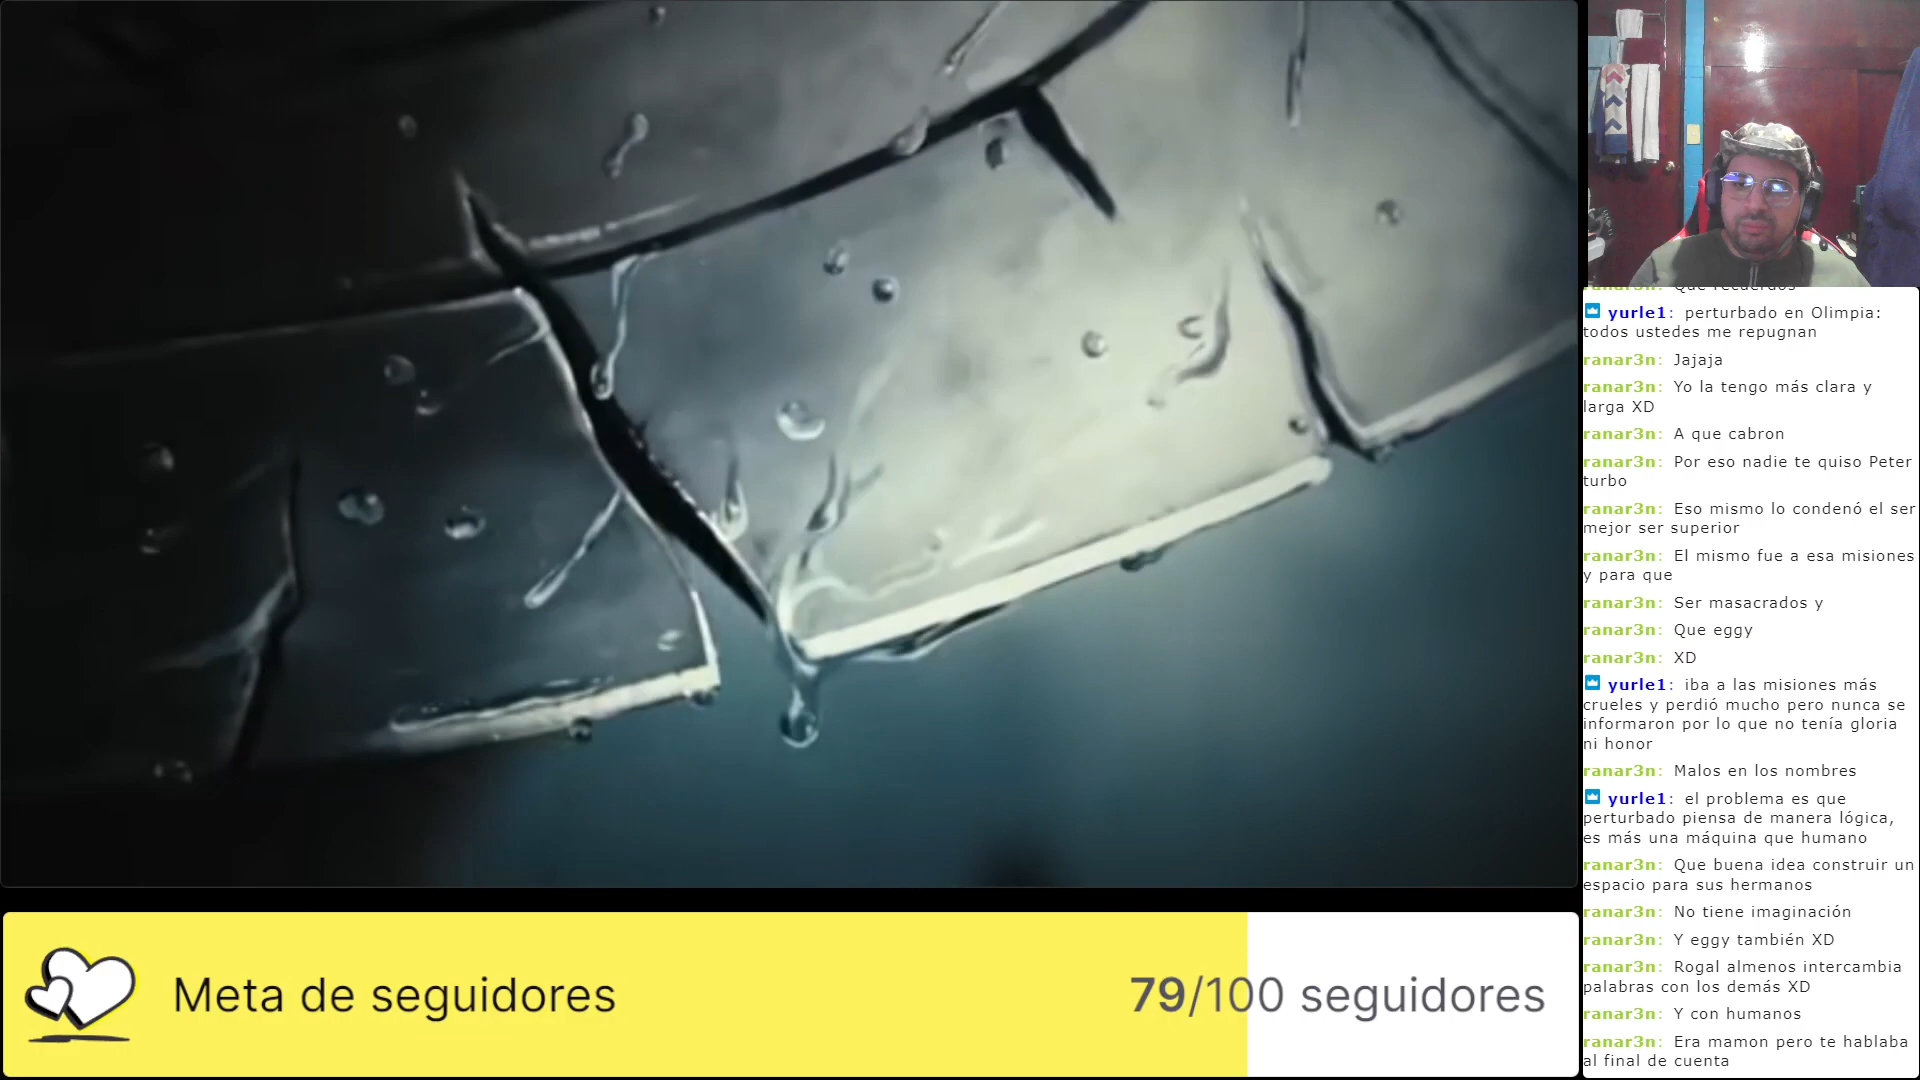 yurle1: perturbado en Olimpia:
todos ustedes me repugnan
ranar3n: Jajaja
ranar3n: Yo la tengo más clara y
larga XD
ranar3n: A que cabron
ranar3n: Por eso nadie te quiso Peter
turbo
ranar3n: Eso mismo lo condenó el ser
mejor ser superior
ranar3n: El mismo fue a esa misiones
y para que
ranar3n: Ser masacrados y
ranar3n: Que eggy
ranar3n: XD
yurle1: iba a las misiones más
crueles y perdió mucho pero nunca se
informaron por lo que no tenía gloria
ni honor
ranar3n: Malos en los nombres
yurle1: el problema es que
perturbado piensa de manera lógica,
es más una máquina que humano
ranar3n: Que buena idea construir un
espacio para sus hermanos
ranar3n: No tiene imaginación
ranar3n: Y eggy también XD
ranar3n: Rogal almenos intercambia
palabras con los demás XD
ranar3n: Y con humanos
ranar3n: Era mamon pero te hablaba
al final de cuenta
Meta de seguidores
79/100 seguidores